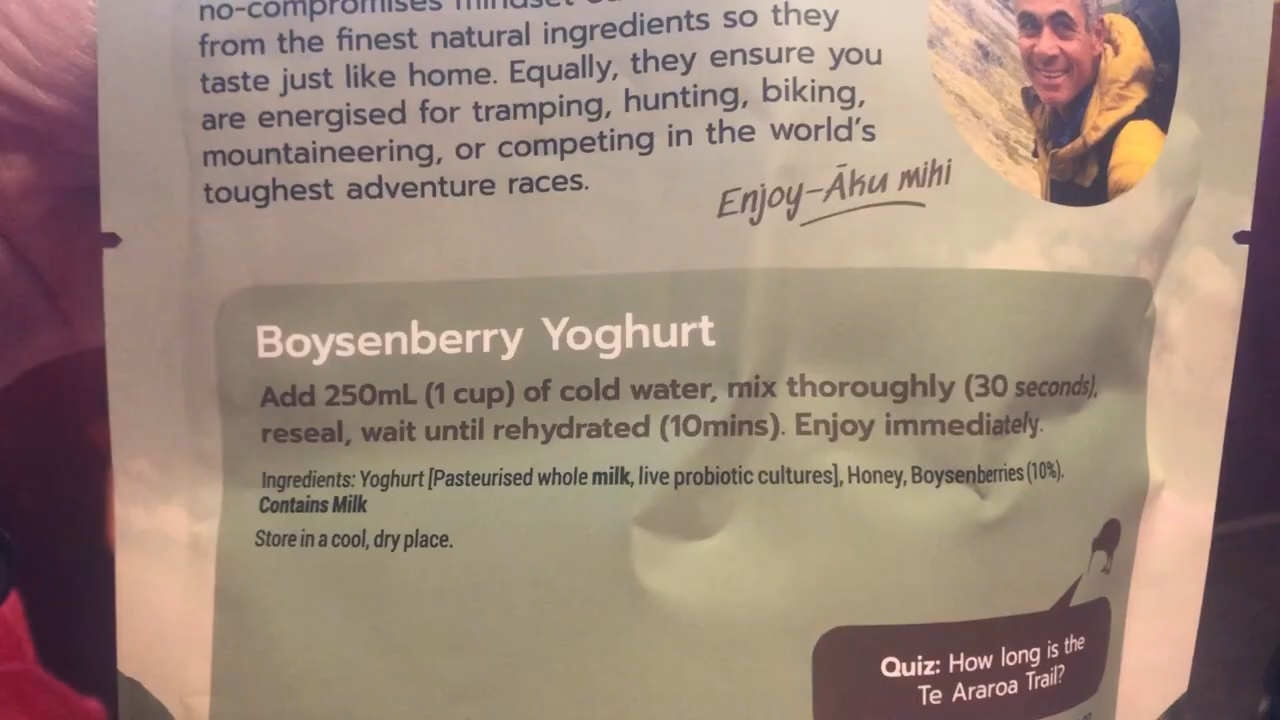 no-compromises mindset
from the finest natural ingredients so they
taste just like home. Equally, they ensure you
are energised for tramping, hunting, biking,
mountaineering, or competing in the world's
toughest adventure races.
Enjoy-Āku mihi
Boysenberry Yoghurt
Add 250mL (1 cup) of cold water, mix thoroughly (30 seconds),
reseal, wait until rehydrated (10mins). Enjoy immediately.
Ingredients: Yoghurt [Pasteurised whole milk, live probiotic cultures], Honey, Boysenberries (10%).
Contains Milk
Store in a cool, dry place.
Quiz: How long is the
Te Araroa Trail?